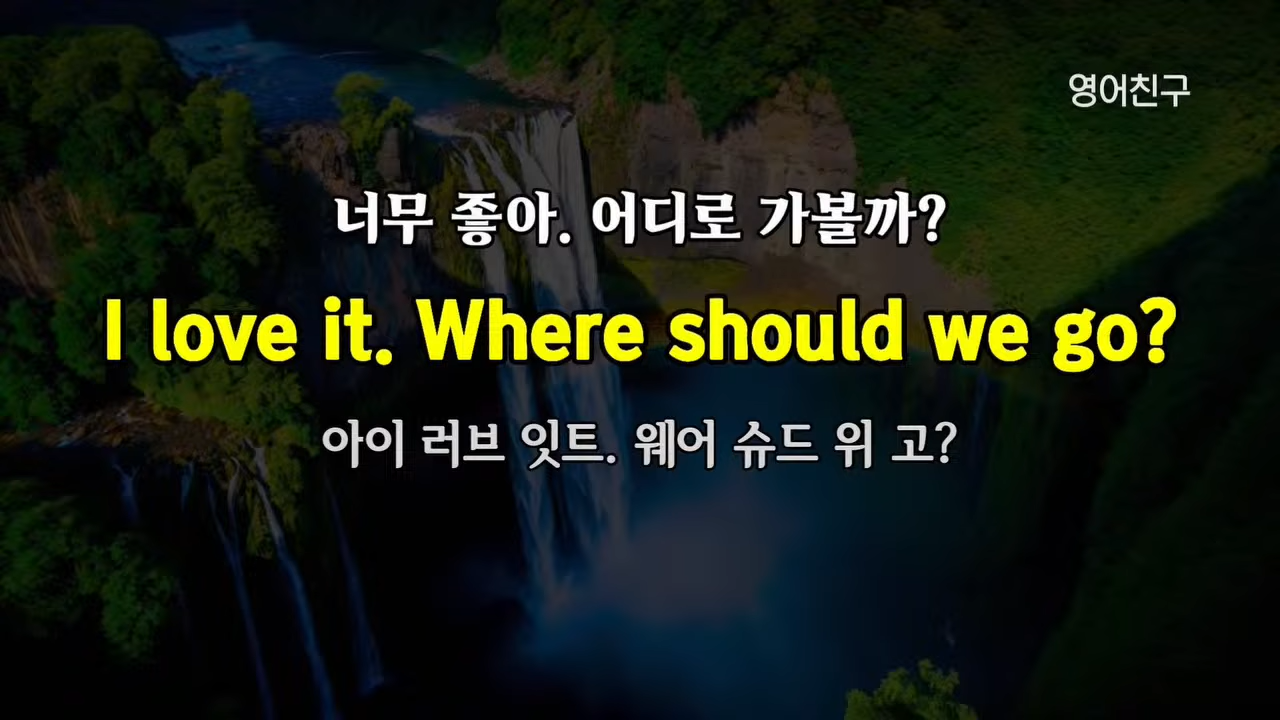 영어친구
너무 좋아. 어디로 가볼까?
I love it. Where should we go?
아이 러브 잇트. 웨어 슈드 위 고?